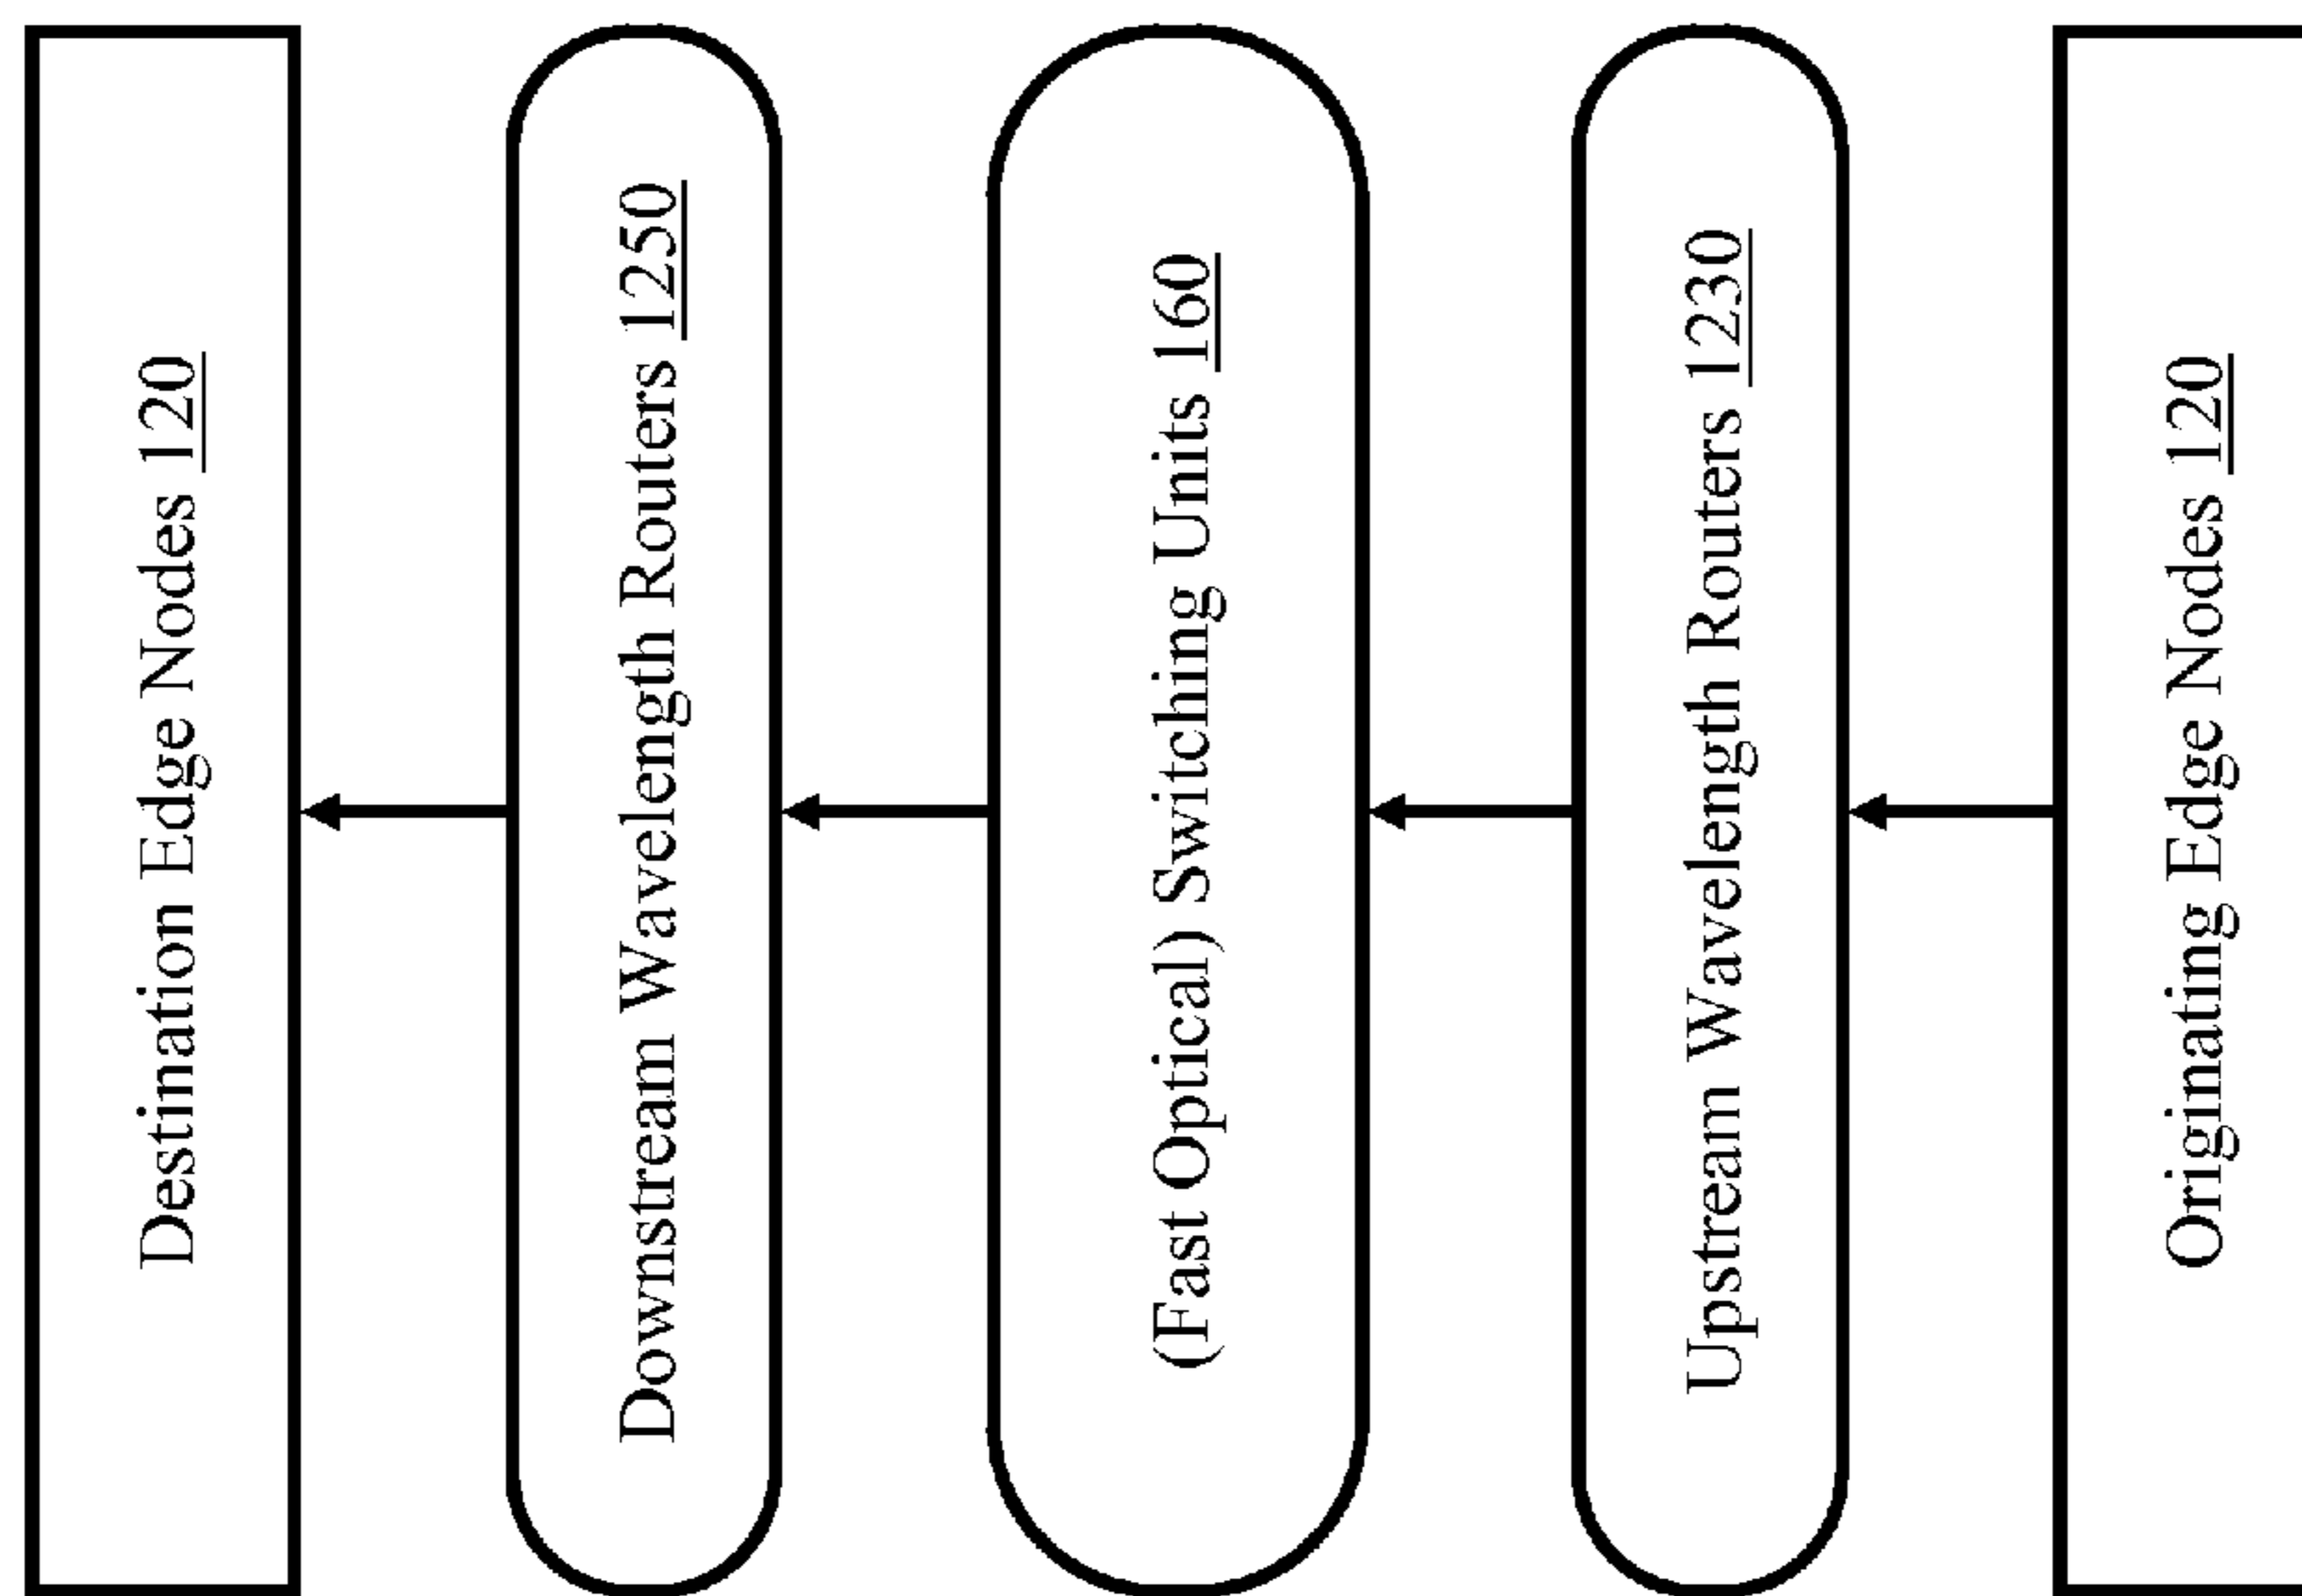 Destination Edge Nodes 120
Downstream Wavelength Routers 1250
(Fast Optical) Switching Units 160
Upstream Wavelength Routers 1230
Originating Edge Nodes 120